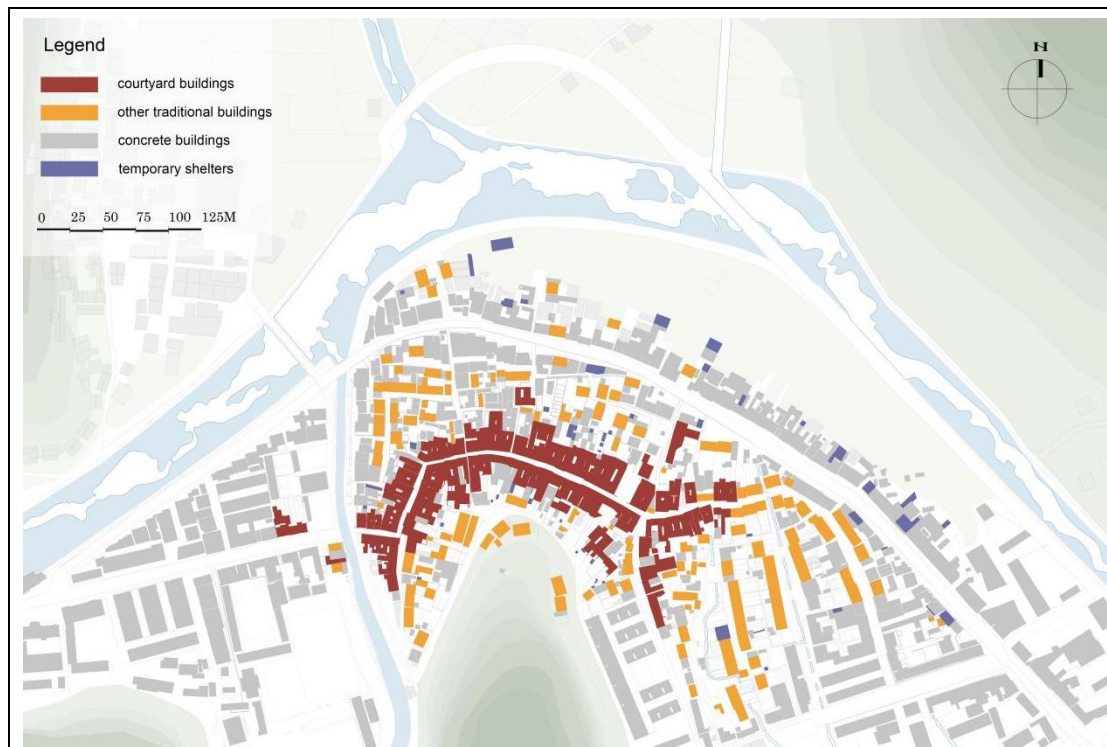 Legend
courtyard buildings
other traditional buildings
concrete buildings
temporary shelters
0 25 50 75 100 125M
N